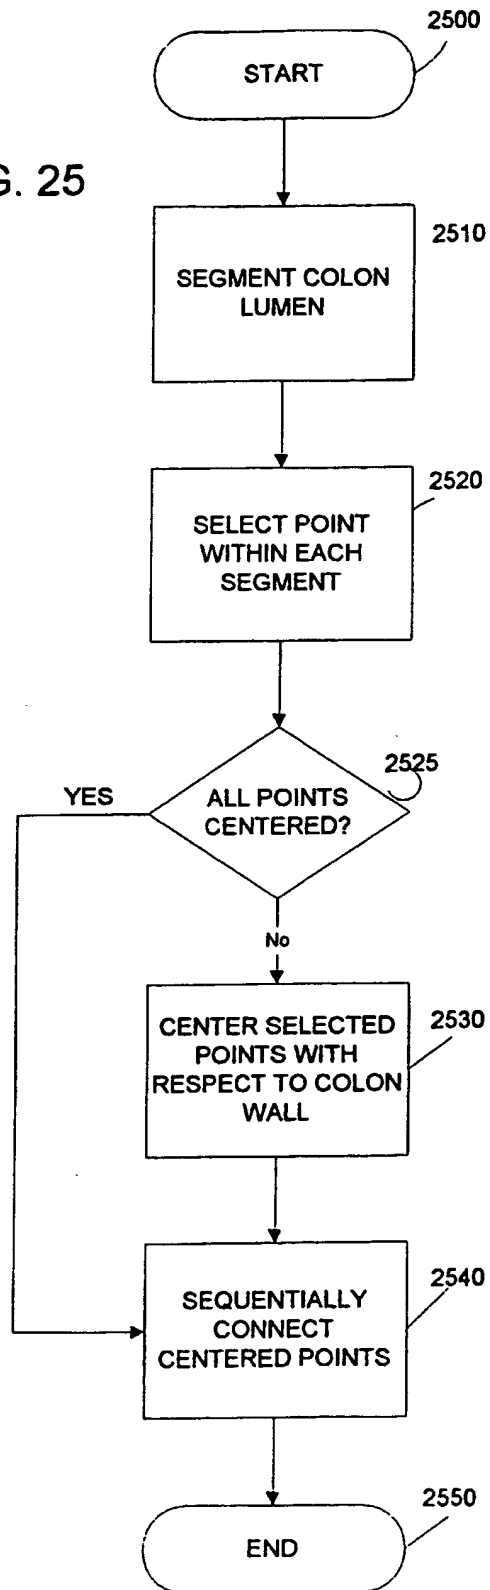 2500
START
G. 25
2510
SEGMENT COLON
LUMEN
2520
SELECT POINT
WITHIN EACH
SEGMENT
2525
YES
ALL POINTS
CENTERED?
No
2530
CENTER SELECTED
POINTS WITH
RESPECT TO COLON
WALL
2540
SEQUENTIALLY
CONNECT
CENTERED POINTS
2550
END